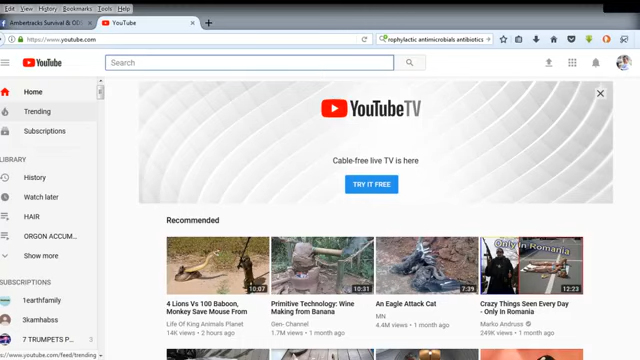 Edit View History Bookmarks Tools Help
Ambertracks Survival & OD
YouTube
https://www.youtube.com
rophylactic antimicrobials antibiotics
YouTube
Search
Home
Trending
Subscriptions
LIBRARY
History
Watch later
HAIR
ORGON ACCUM...
Show more
SUBSCRIPTIONS
1earthfamily
3kamhabss
7 TRUMPETS P...
2
https://www.youtube.com/feed/trending
YouTubeTV
Cable-free live TV is here
TRY IT FREE
Recommended
10:07
10:31
7:39
Only In Romania
12:23
4 Lions Vs 100 Baboon,
Monkey Save Mouse From
Life Of King Animals Planet
14K views • 2 hours ago
Primitive Technology: Wine
Making from Banana
Gen- Channel
1.7M views • 1 month ago
An Eagle Attack Cat
MN
4.4M views • 1 month ago
Crazy Things Seen Every Day
- Only In Romania
Marko Andruss
249K views • 1 month ago